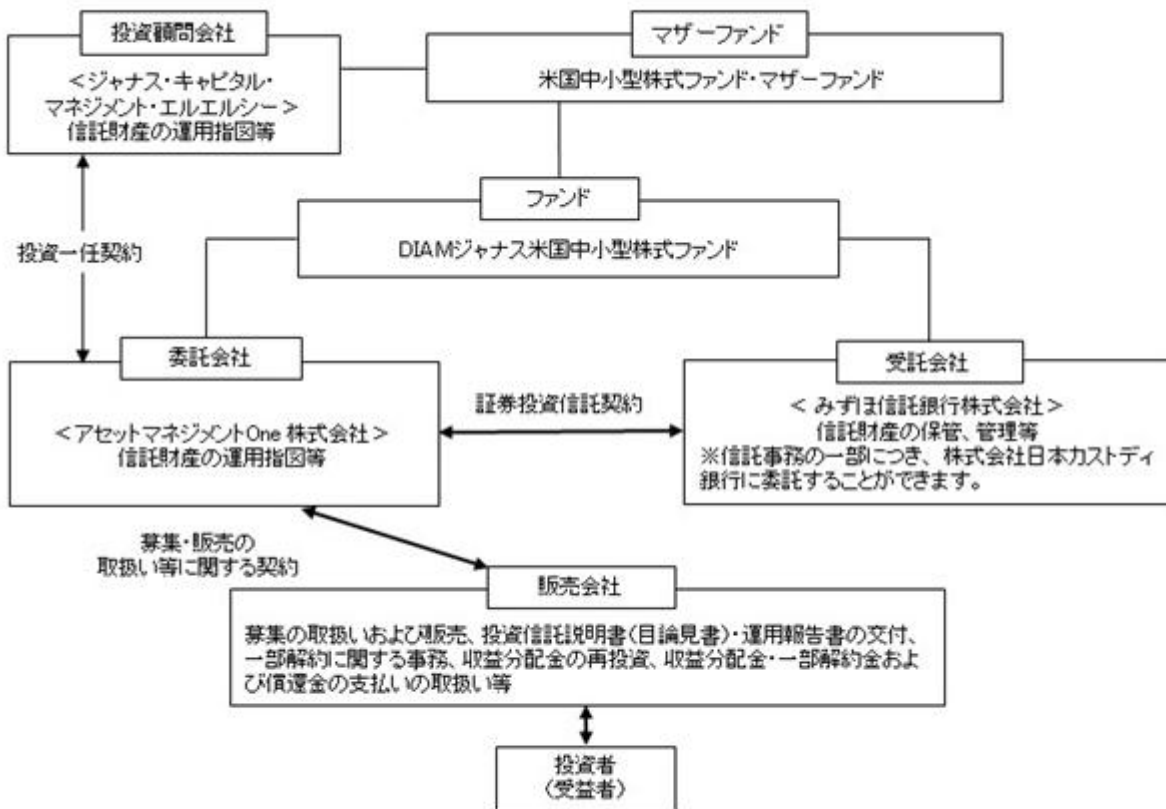 投資顧問会社
＜ジャナス・キャピタル・
マネジメント・エルエルシー＞
信託財産の運用指図等
マザーファンド
米国中小型株式ファンド・マザーファンド
ファンド
DIAMジャナス米国中小型株式ファンド
投資一任契約
委託会社
＜アセットマネジメントOne 株式会社＞
信託財産の運用指図等
証券投資信託契約
受託会社
＜ みずほ信託銀行株式会社＞
信託財産の保管、管理等
※信託事務の一部につき、株式会社日本カストディ
銀行に委託することができます。
募集・販売の
取扱い等に関する契約
販売会社
募集の取扱いおよび販売、投資信託説明書(目論見書)・運用報告書の交付、
一部解約に関する事務、収益分配金の再投資、収益分配金・一部解約金およ
び償還金の支払いの取扱い等
投資者
（受益者）